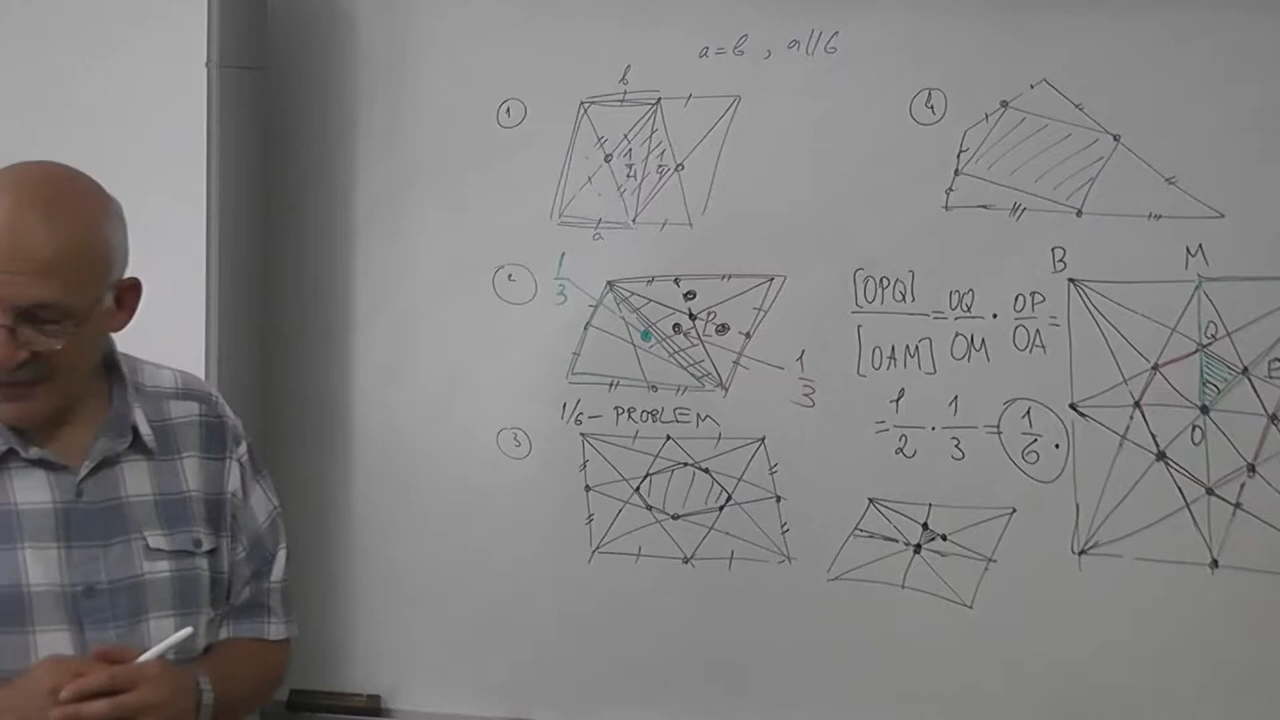 a=b, a//b
1
b
1/4 1/4
a
2
1/3
P
1/3
1/6 - PROBLEM
3
4
[OPQ]/[OAM] = OQ/OM · OP/OA =
= 1/2 · 1/3 = 1/6.
B M
Q
O